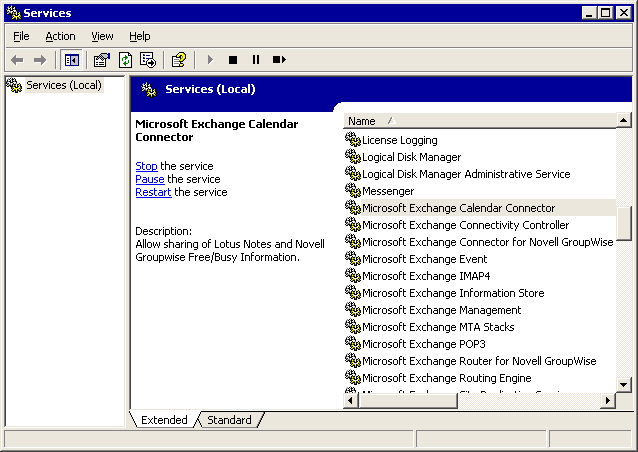 Services
File Action View Help
Services (Local)
Services (Local)
Microsoft Exchange Calendar
Connector
Stop the service
Pause the service
Restart the service
Description:
Allow sharing of Lotus Notes and Novell
Groupwise Free/Busy Information.
Name
License Logging
Logical Disk Manager
Logical Disk Manager Administrative Service
Messenger
Microsoft Exchange Calendar Connector
Microsoft Exchange Connectivity Controller
Microsoft Exchange Connector for Novell GroupWise
Microsoft Exchange Event
Microsoft Exchange IMAP4
Microsoft Exchange Information Store
Microsoft Exchange Management
Microsoft Exchange MTA Stacks
Microsoft Exchange POP3
Microsoft Exchange Router for Novell GroupWise
Microsoft Exchange Routing Engine
Extended Standard